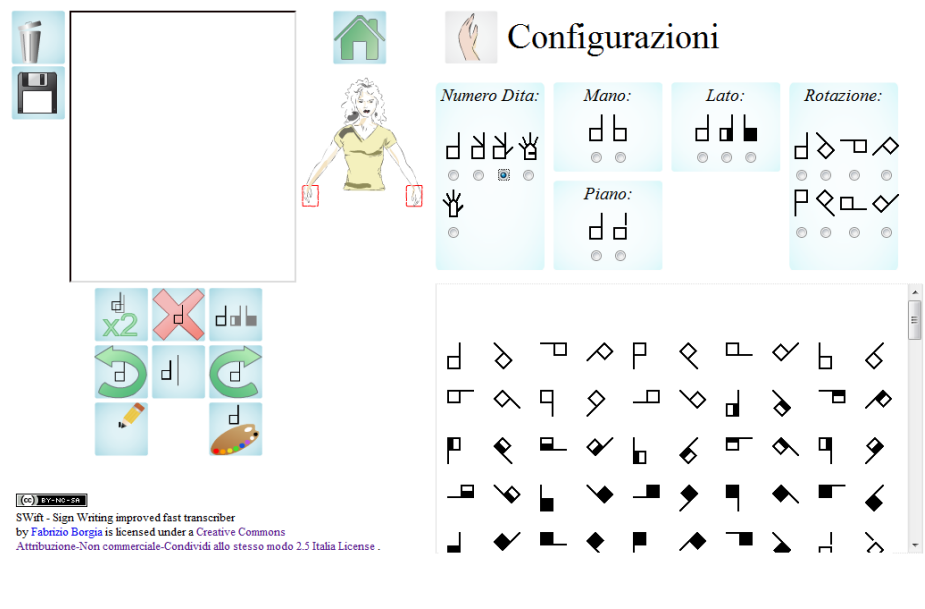 Configurazioni
Numero Dita:
Mano:
Lato:
Rotazione:
Piano:
x2
BY-NC-SA
SWift - Sign Writing improved fast transcriber
by Fabrizio Borgia is licensed under a Creative Commons
Attribuzione-Non commerciale-Condividi allo stesso modo 2.5 Italia License .